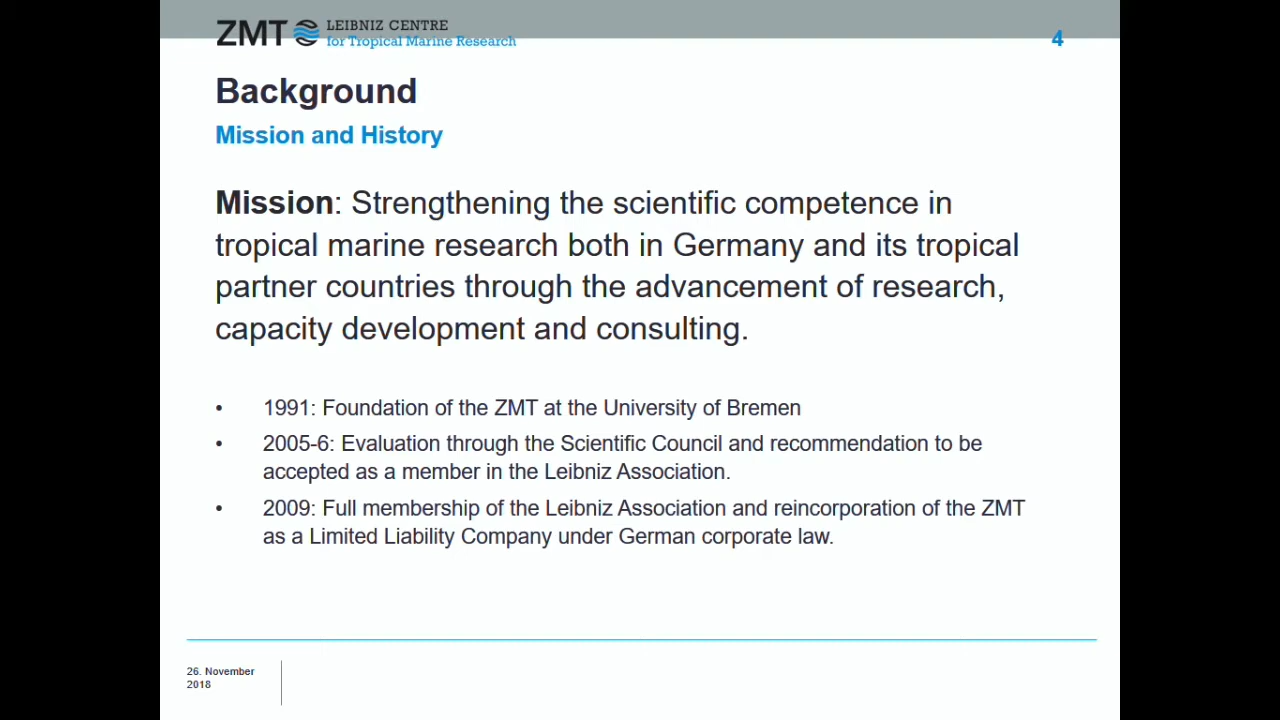 ZMT LEIBNIZ CENTRE
for Tropical Marine Research
4
Background
Mission and History
Mission: Strengthening the scientific competence in
tropical marine research both in Germany and its tropical
partner countries through the advancement of research,
capacity development and consulting.
• 1991: Foundation of the ZMT at the University of Bremen
• 2005-6: Evaluation through the Scientific Council and recommendation to be
accepted as a member in the Leibniz Association.
• 2009: Full membership of the Leibniz Association and reincorporation of the ZMT
as a Limited Liability Company under German corporate law.
26. November
2018